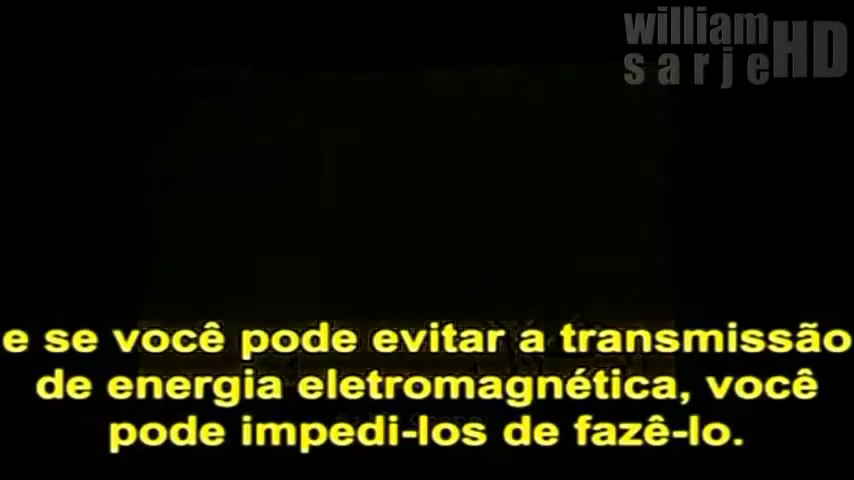 william
sarjeHD
e se você pode evitar a transmissão
de energia eletromagnética, você
pode impedi-los de fazê-lo.